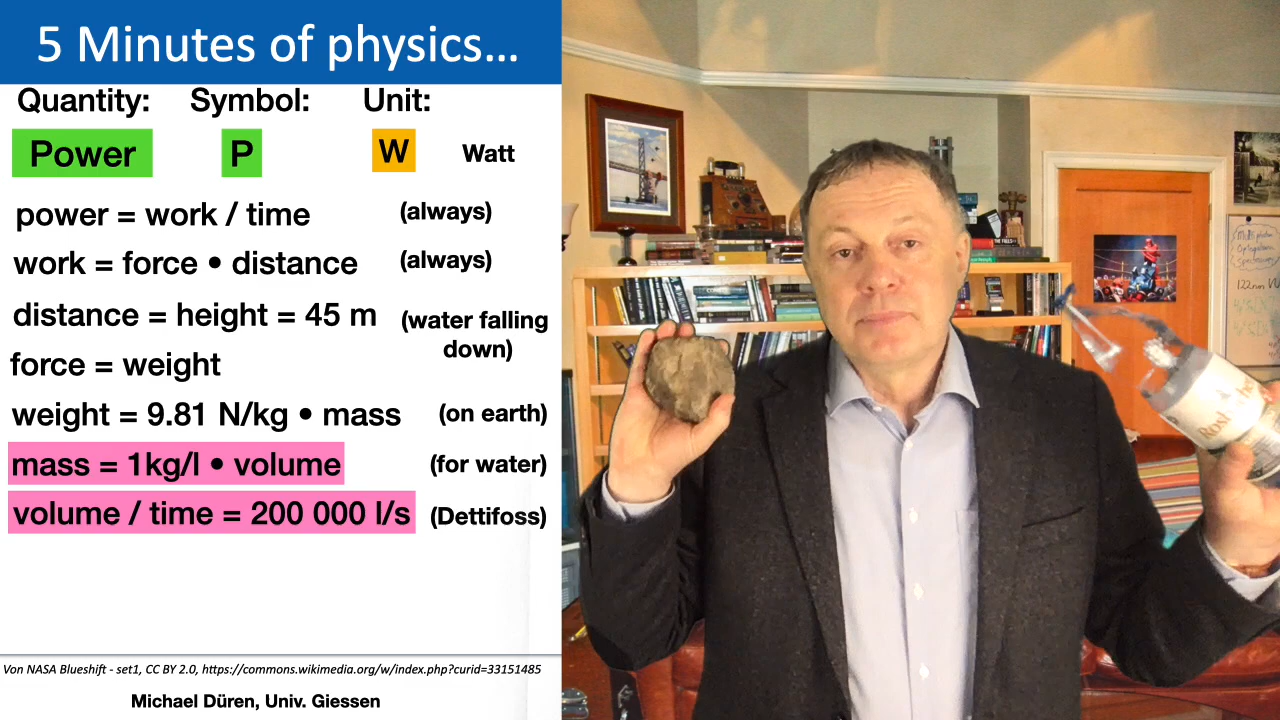 5 Minutes of physics…
Quantity: Symbol: Unit:
Power P W Watt
power = work / time (always)
work = force • distance (always)
distance = height = 45 m (water falling
down)
force = weight
weight = 9.81 N/kg • mass (on earth)
mass = 1kg/l • volume (for water)
volume / time = 200 000 l/s (Dettifoss)
Von NASA Blueshift - set1, CC BY 2.0, https://commons.wikimedia.org/w/index.php?curid=33151485
Michael Düren, Univ. Giessen
122nm